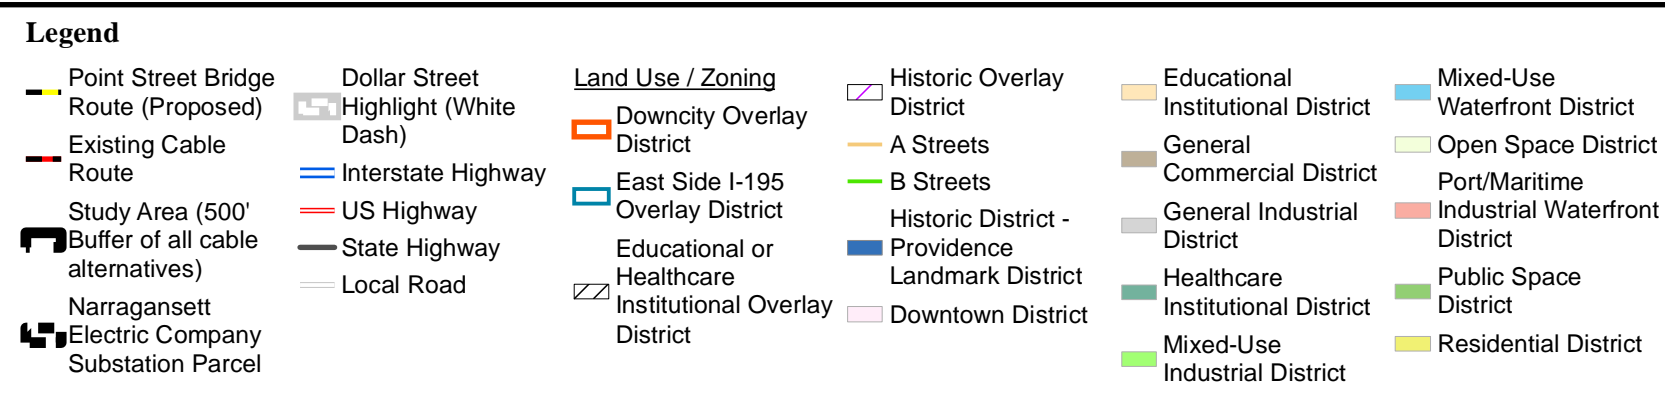 Legend
Point Street Bridge
Route (Proposed)
Existing Cable
Route
Study Area (500'
Buffer of all cable
alternatives)
Narragansett
Electric Company
Substation Parcel
Dollar Street
Highlight (White
Dash)
Interstate Highway
US Highway
State Highway
Local Road
Land Use / Zoning
Downcity Overlay
District
East Side I-195
Overlay District
Educational or
Healthcare
Institutional Overlay
District
Historic Overlay
District
A Streets
B Streets
Historic District -
Providence
Landmark District
Downtown District
Educational
Institutional District
General
Commercial District
General Industrial
District
Healthcare
Institutional District
Mixed-Use
Industrial District
Mixed-Use
Waterfront District
Open Space District
Port/Maritime
Industrial Waterfront
District
Public Space
District
Residential District